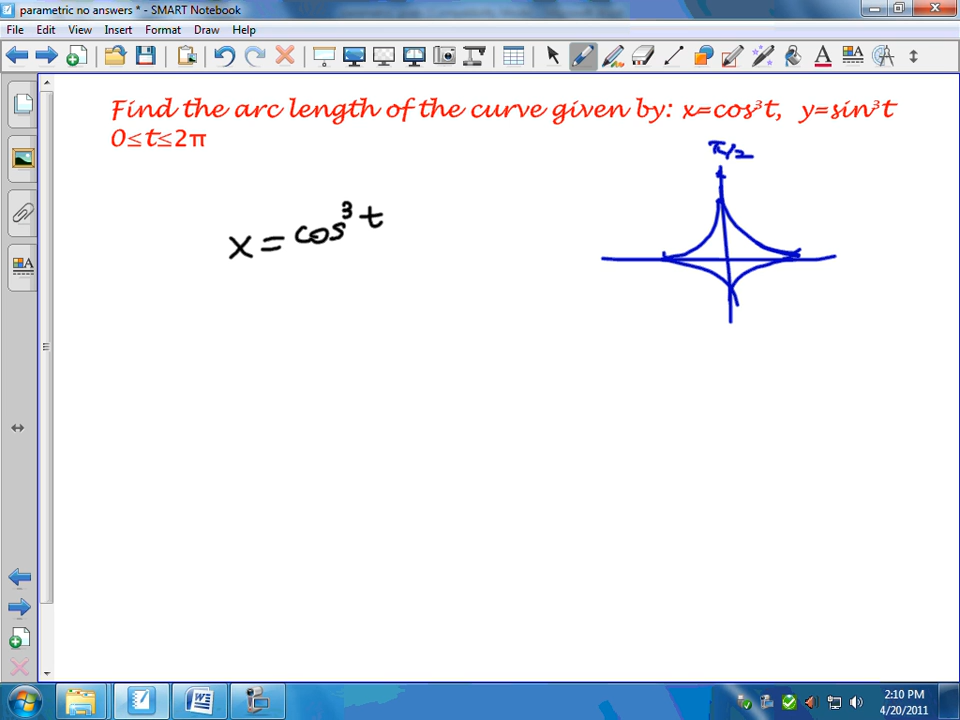 parametric no answers * - SMART Notebook
File Edit View Insert Format Draw Help
Find the arc length of the curve given by: x=cos³t, y=sin³t
0≤t≤2π
π/2
x = cos³ t
2:10 PM
4/20/2011